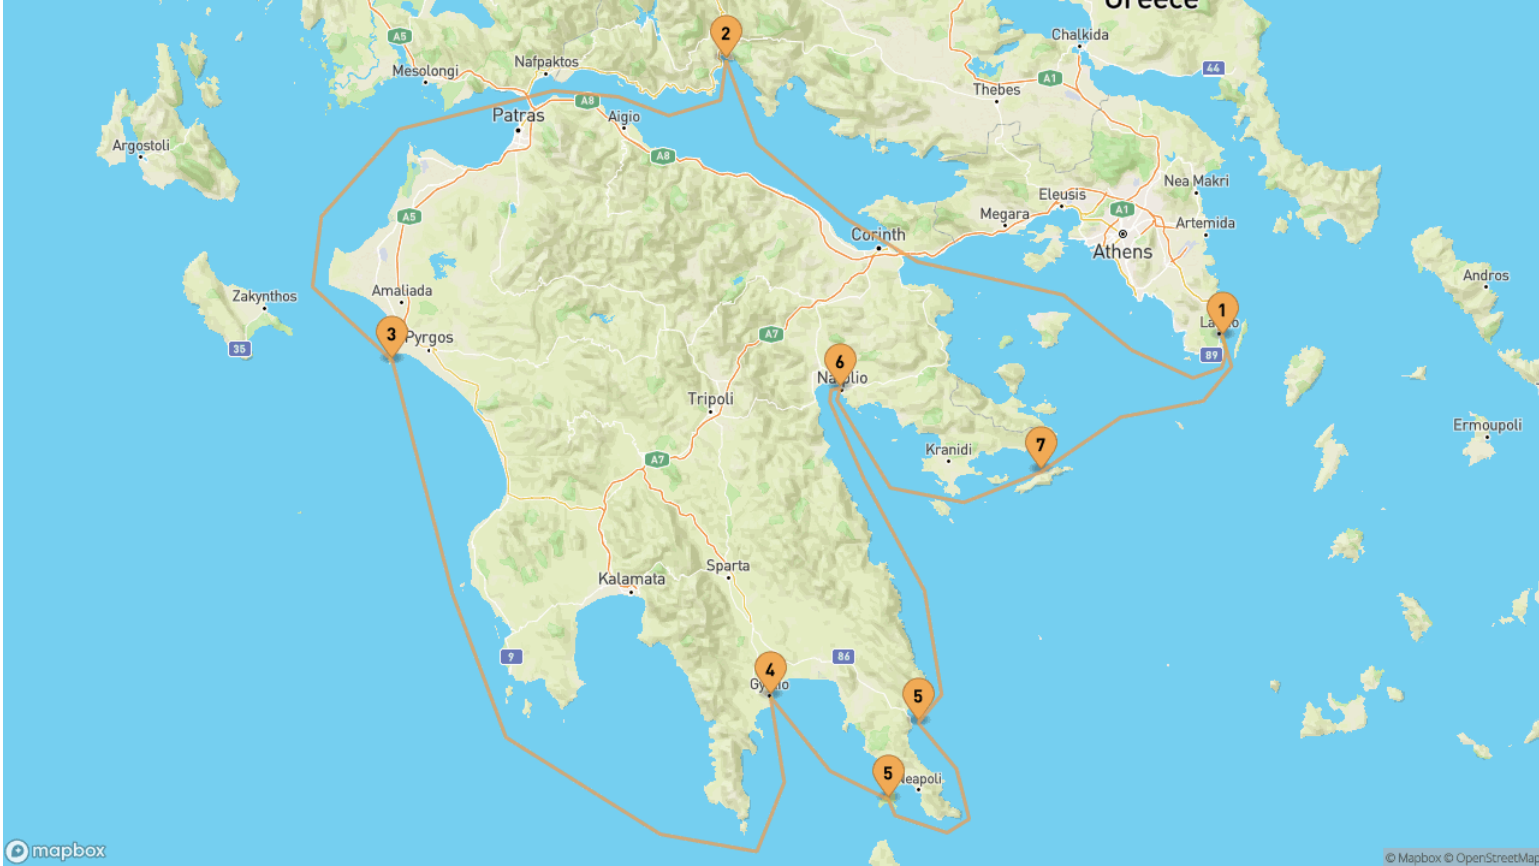 Greece
2
A5
Chalkida
Nafpaktos
Mesolongi
44
A1
Thebes
A8
Patras
Aigio
Argostoli
A8
Nea Makri
Eleusis
A1
Megara
Artemida
A5
Corinth
Athens
Andros
Amaliada
Zakynthos
1
3
Pyrgos
A7
35
89
6
Tripoli
Ermoupoli
7
Kranidi
A7
Sparta
Kalamata
9
86
4
5
5
Neapoli
mapbox
© Mapbox © OpenStreetMap